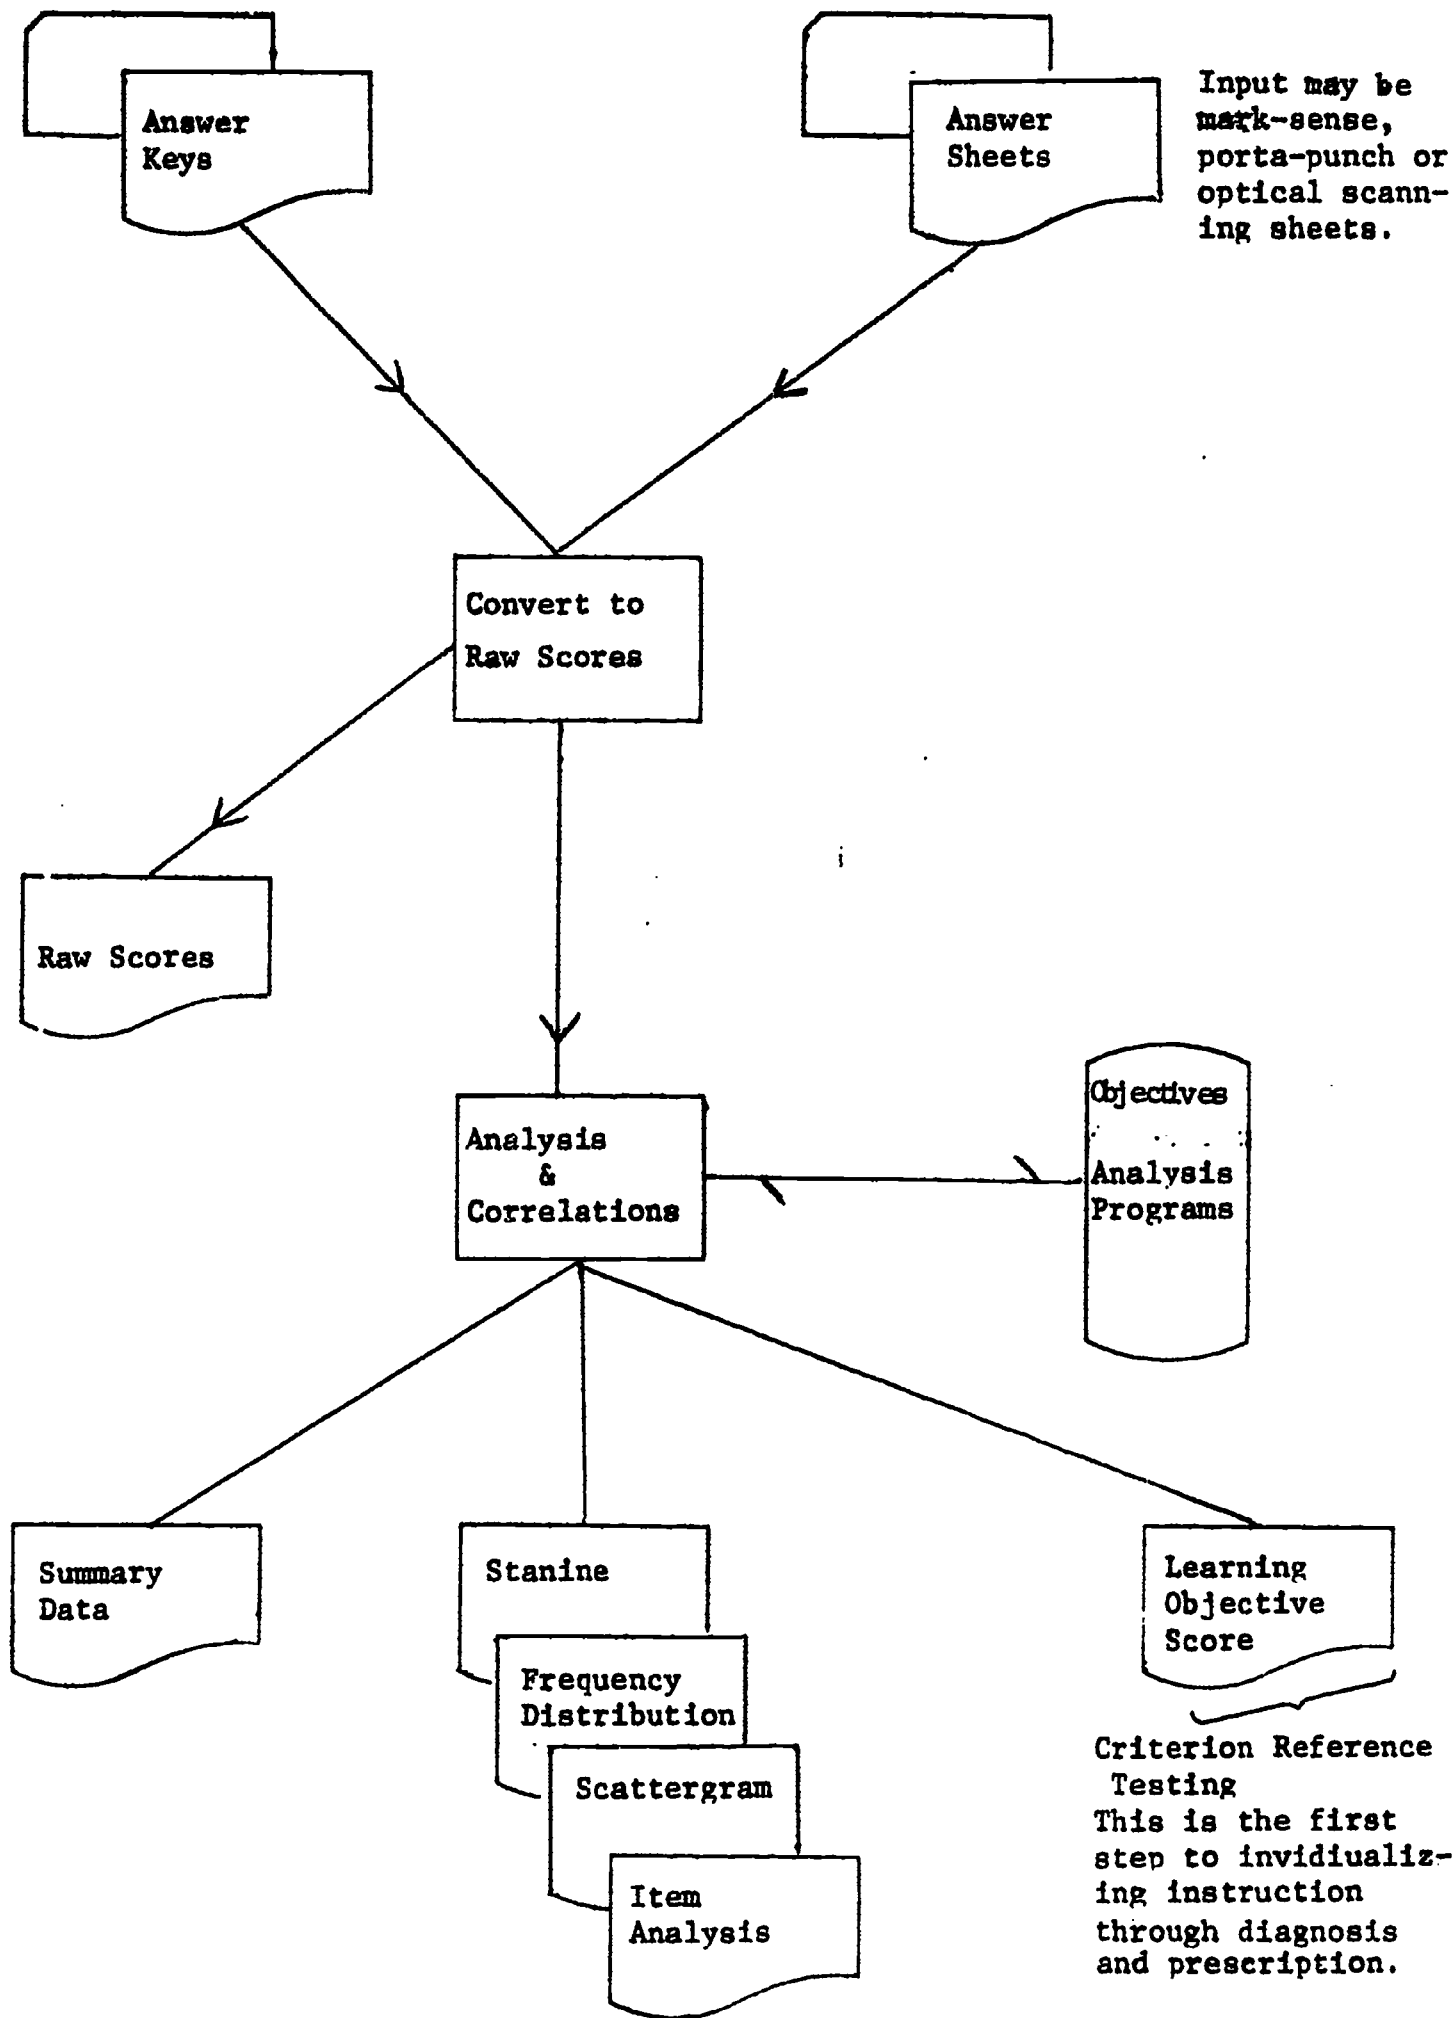 Answer
Keys
Answer
Sheets
Input may be
mark-sense,
porta-punch or
optical scann-
ing sheets.
Convert to
Raw Scores
Raw Scores
Analysis
&
Correlations
Objectives
Analysis
Programs
Summary
Data
Stanine
Frequency
Distribution
Scattergram
Item
Analysis
Learning
Objective
Score
Criterion Reference
Testing
This is the first
step to invidiualiz-
ing instruction
through diagnosis
and prescription.